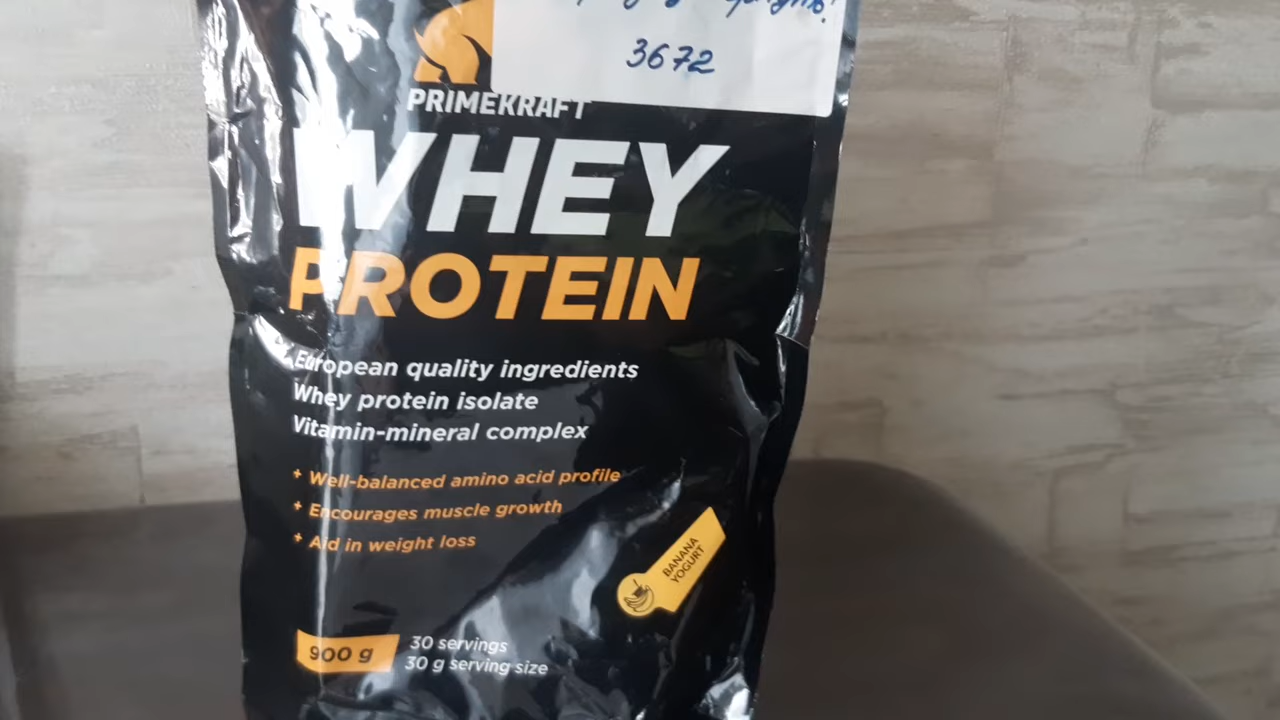 3672
PRIMEKRAFT
WHEY
PROTEIN
European quality ingredients
Whey protein isolate
Vitamin-mineral complex
+ Well-balanced amino acid profile
+ Encourages muscle growth
+ Aid in weight loss
BANANA
YOGURT
900 g
30 servings
30 g serving size